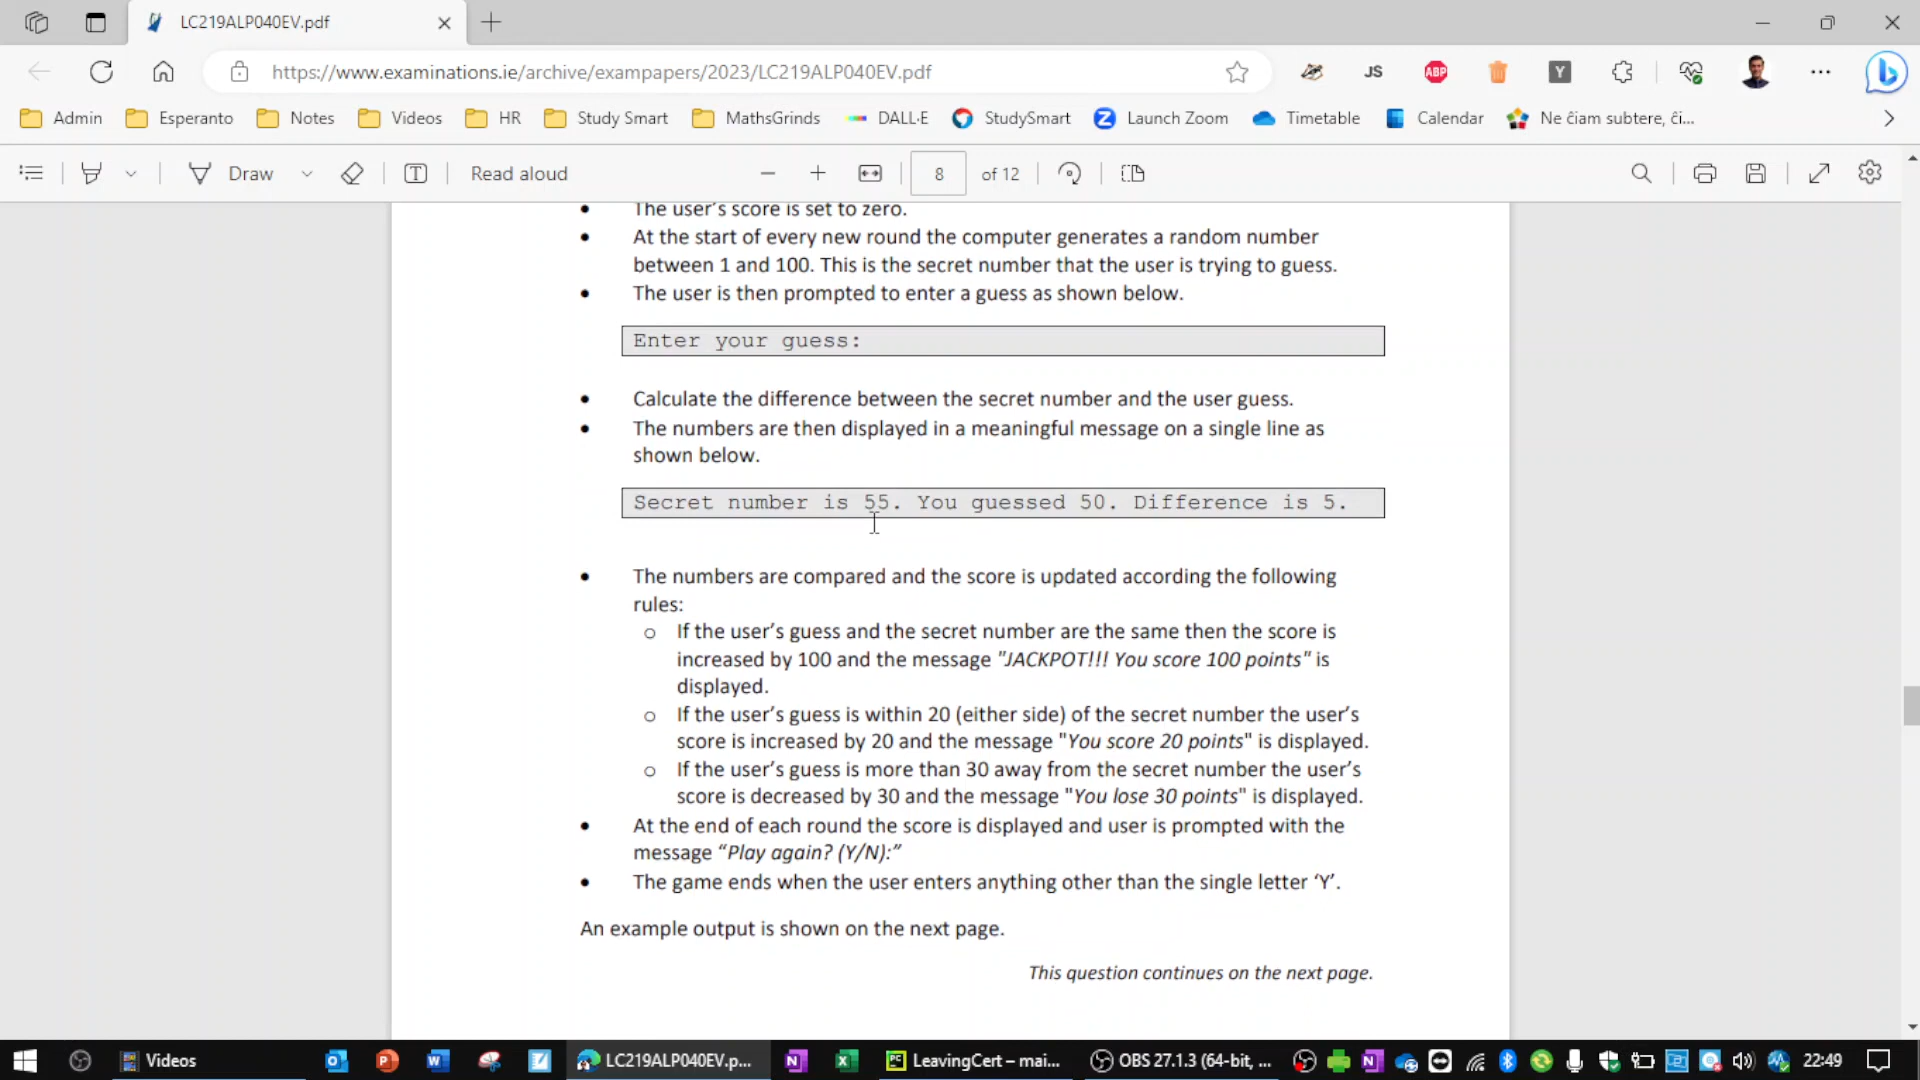 LC219ALP040EV.pdf
https://www.examinations.ie/archive/exampapers/2023/LC219ALP040EV.pdf
JS
ABP
Y
Admin
Esperanto
Notes
Videos
HR
Study Smart
MathsGrinds
DALL·E
StudySmart
Launch Zoom
Timetable
Calendar
Ne ĉiam subtere, ĉi...
Draw
Read aloud
8
of 12
The user's score is set to zero.
• At the start of every new round the computer generates a random number
between 1 and 100. This is the secret number that the user is trying to guess.
• The user is then prompted to enter a guess as shown below.
Enter your guess:
• Calculate the difference between the secret number and the user guess.
• The numbers are then displayed in a meaningful message on a single line as
shown below.
Secret number is 55. You guessed 50. Difference is 5.
• The numbers are compared and the score is updated according the following
rules:
o If the user's guess and the secret number are the same then the score is
increased by 100 and the message "JACKPOT!!! You score 100 points" is
displayed.
o If the user's guess is within 20 (either side) of the secret number the user's
score is increased by 20 and the message "You score 20 points" is displayed.
o If the user's guess is more than 30 away from the secret number the user's
score is decreased by 30 and the message "You lose 30 points" is displayed.
• At the end of each round the score is displayed and user is prompted with the
message “Play again? (Y/N):”
• The game ends when the user enters anything other than the single letter ‘Y’.
An example output is shown on the next page.
This question continues on the next page.
Videos
LC219ALP040EV.p...
LeavingCert – mai...
OBS 27.1.3 (64-bit, ...
22:49